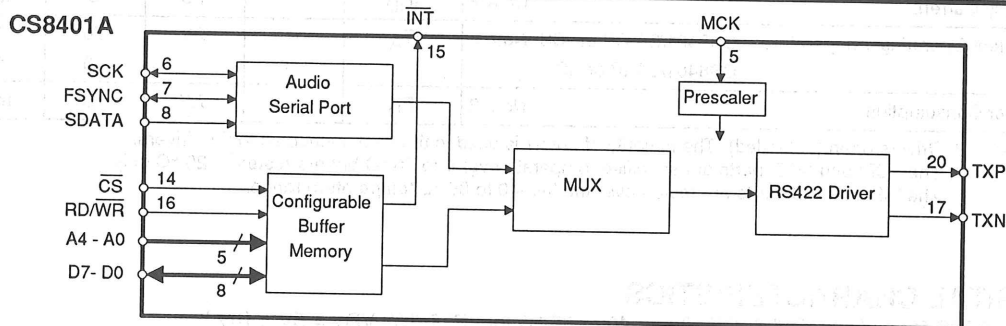 CS8401A
INT
15
MCK
5
SCK
6
FSYNC
7
SDATA
8
Audio
Serial Port
Prescaler
CS
14
RD/WR
16
A4 - A0
5
D7- D0
8
Configurable
Buffer
Memory
MUX
RS422 Driver
20
TXP
17
TXN